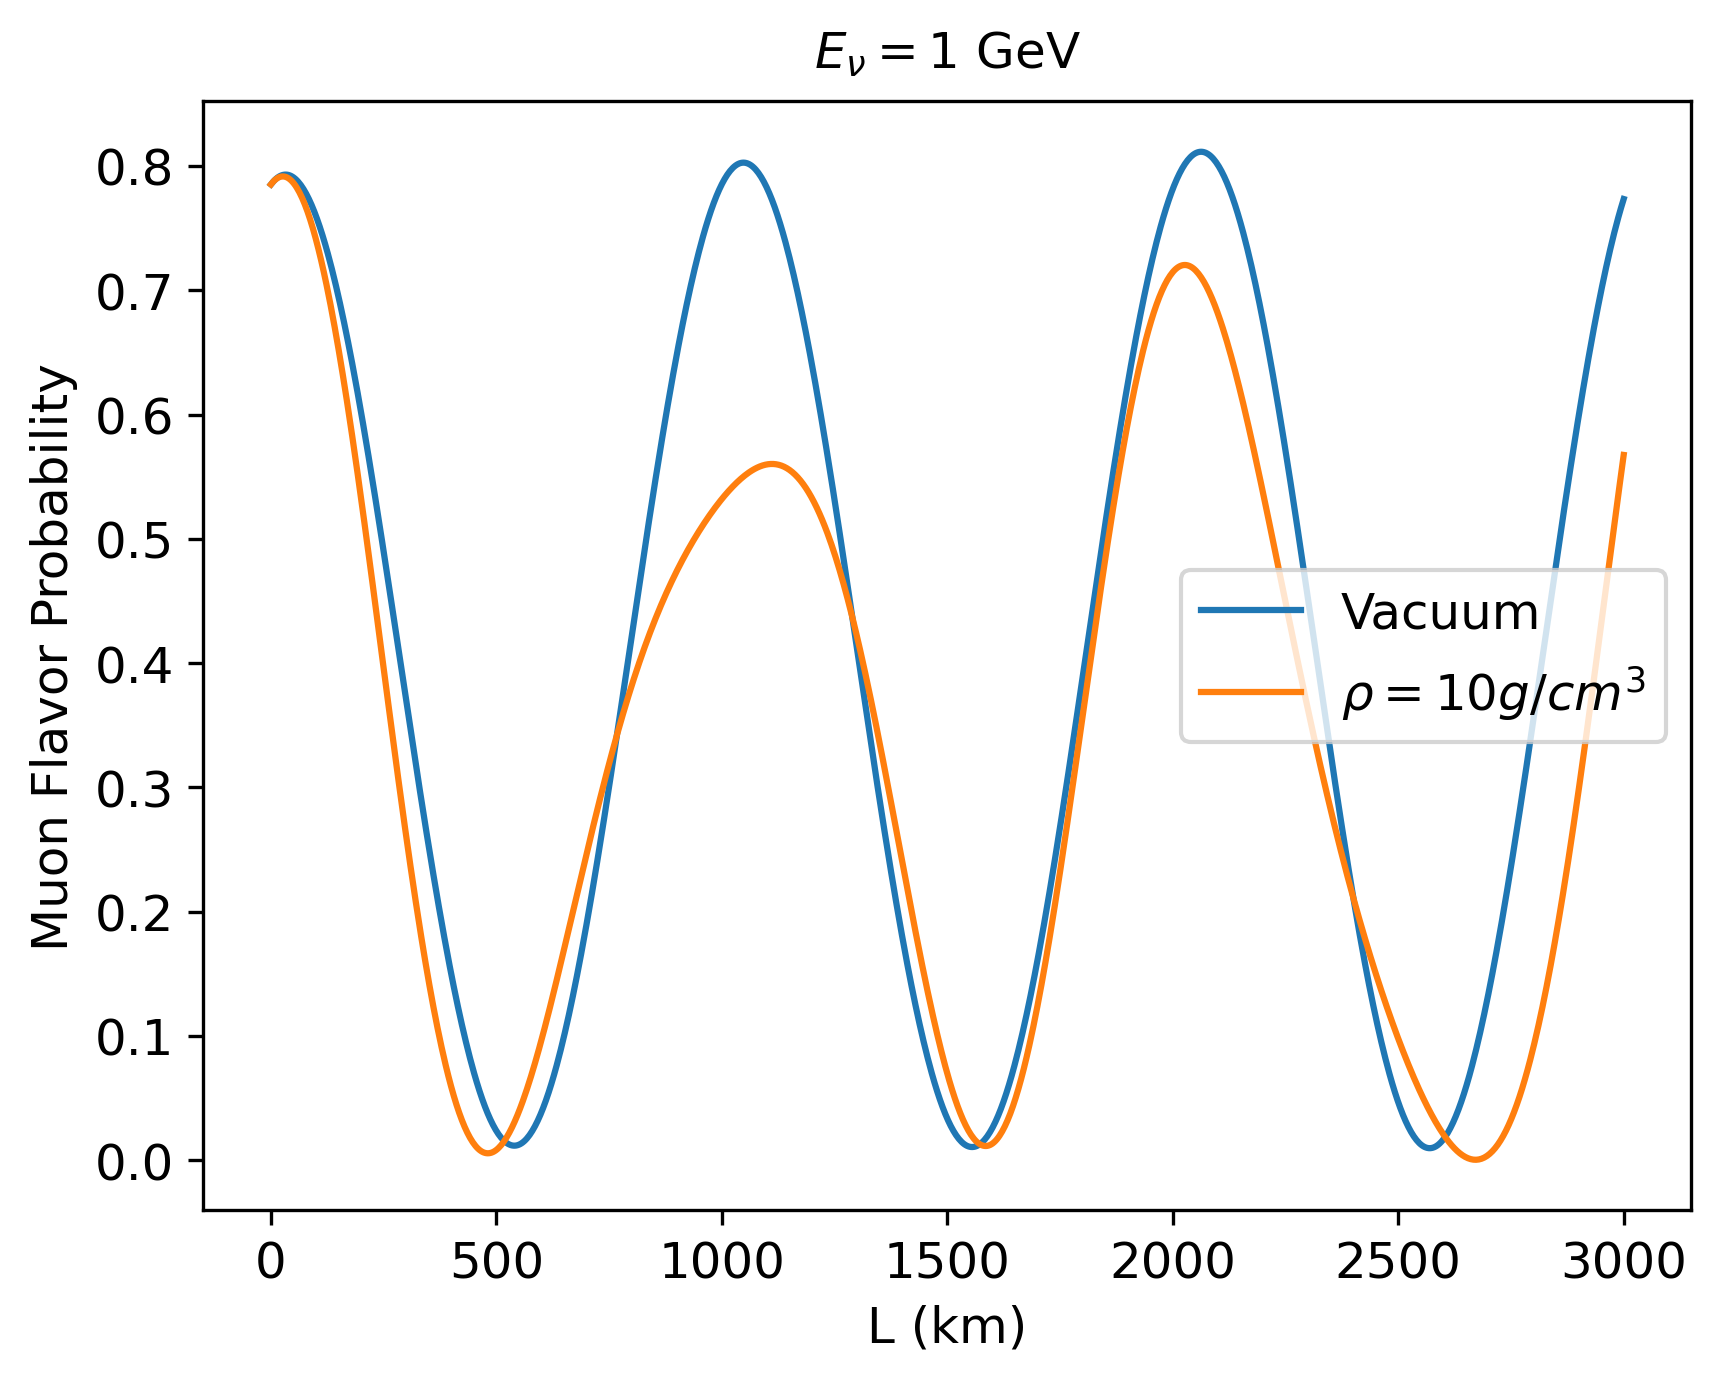 E_ν = 1 GeV
Muon Flavor Probability
0.8
0.7
0.6
0.5
0.4
0.3
0.2
0.1
0.0
Vacuum
ρ = 10g/cm³
0 500 1000 1500 2000 2500 3000
L (km)